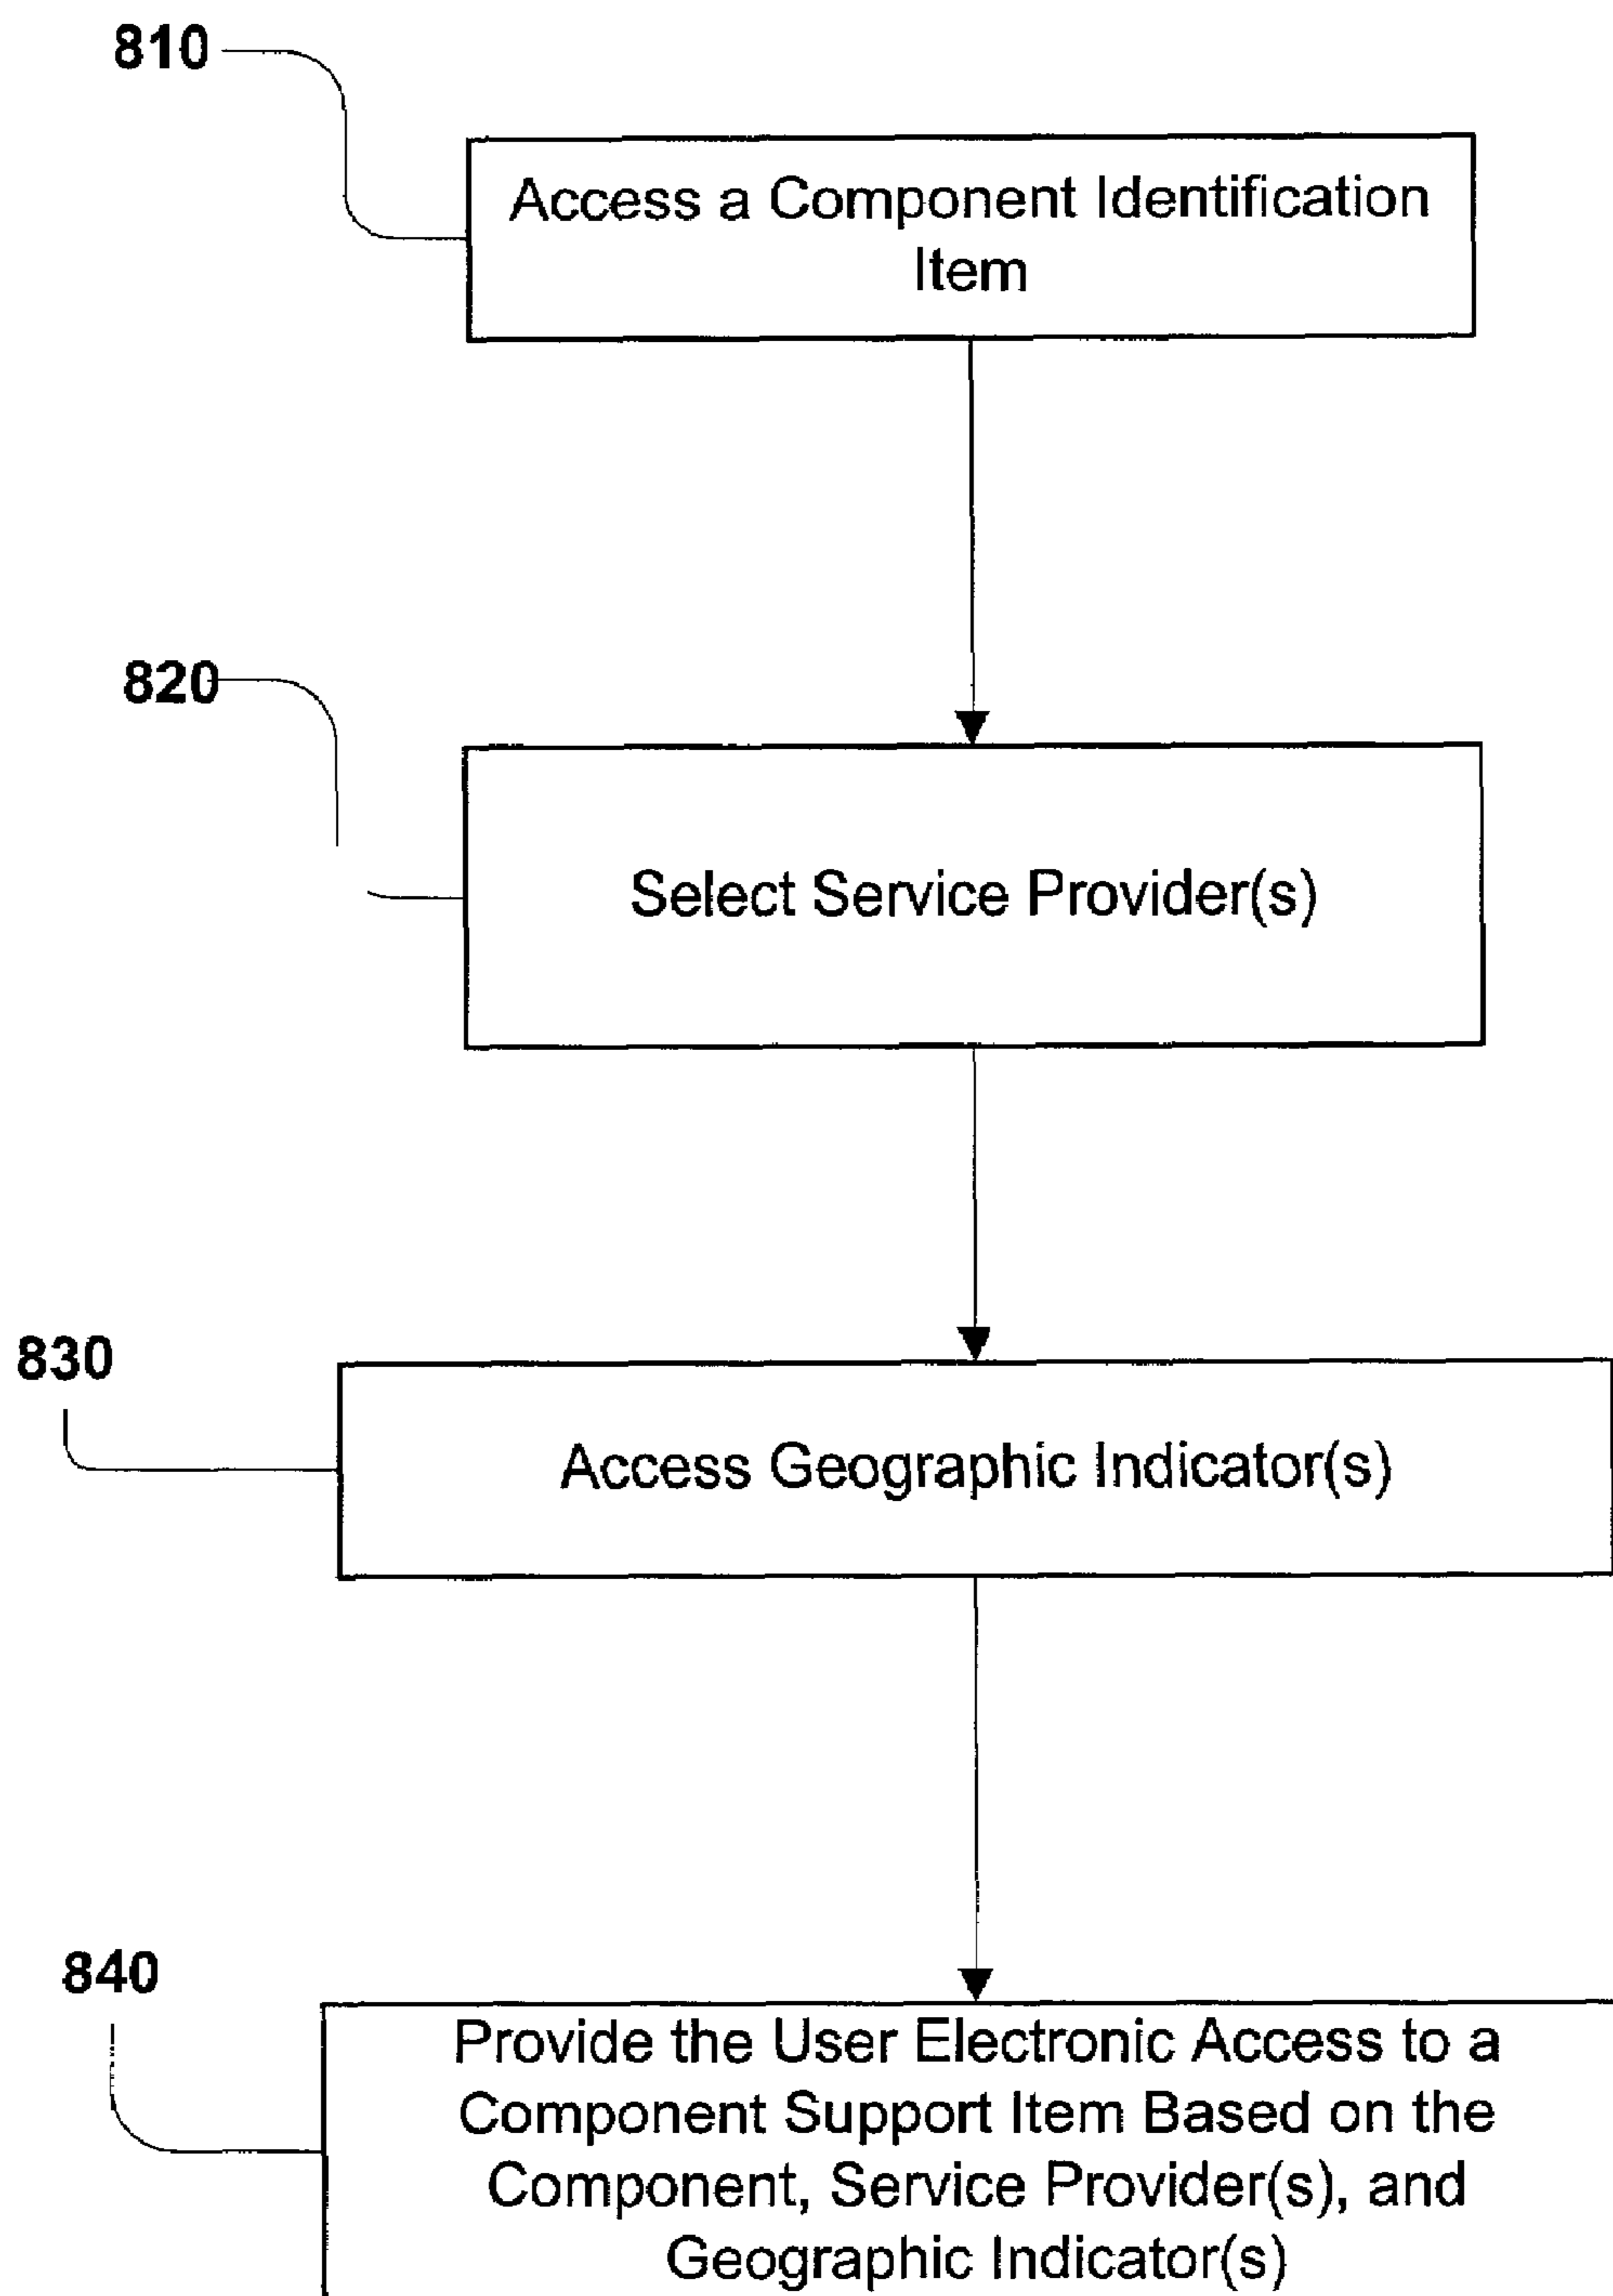 810
Access a Component Identification
Item
820
Select Service Provider(s)
830
Access Geographic Indicator(s)
840
Provide the User Electronic Access to a
Component Support Item Based on the
Component, Service Provider(s), and
Geographic Indicator(s)